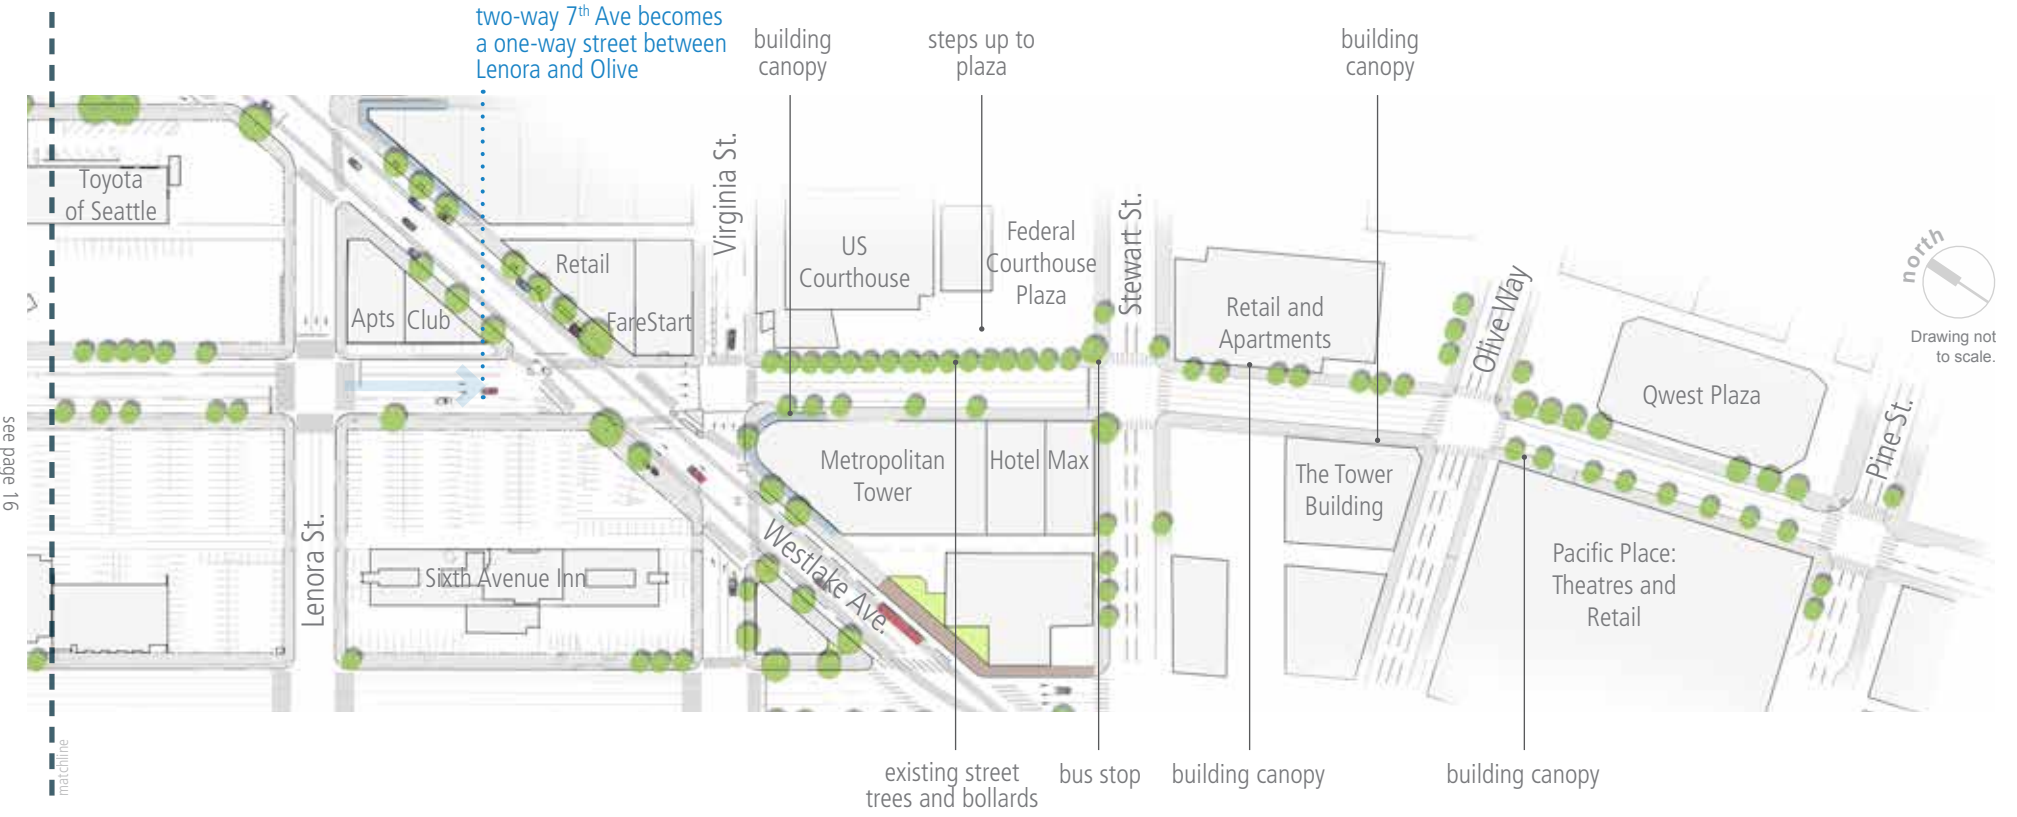 two-way 7th Ave becomes
a one-way street between
Lenora and Olive
building
canopy
steps up to
plaza
building
canopy
Toyota
of Seattle
Virginia St.
Stewart St.
US
Courthouse
Federal
Courthouse
Plaza
north
Drawing not
to scale.
Retail
Apts
Club
FareStart
Retail and
Apartments
Olive Way
Qwest Plaza
Pine St.
see page 16
Metropolitan
Tower
Hotel Max
The Tower
Building
Lenora St.
Sixth Avenue Inn
Westlake Ave.
Pacific Place:
Theatres and
Retail
matchline
existing street
trees and bollards
bus stop
building canopy
building canopy